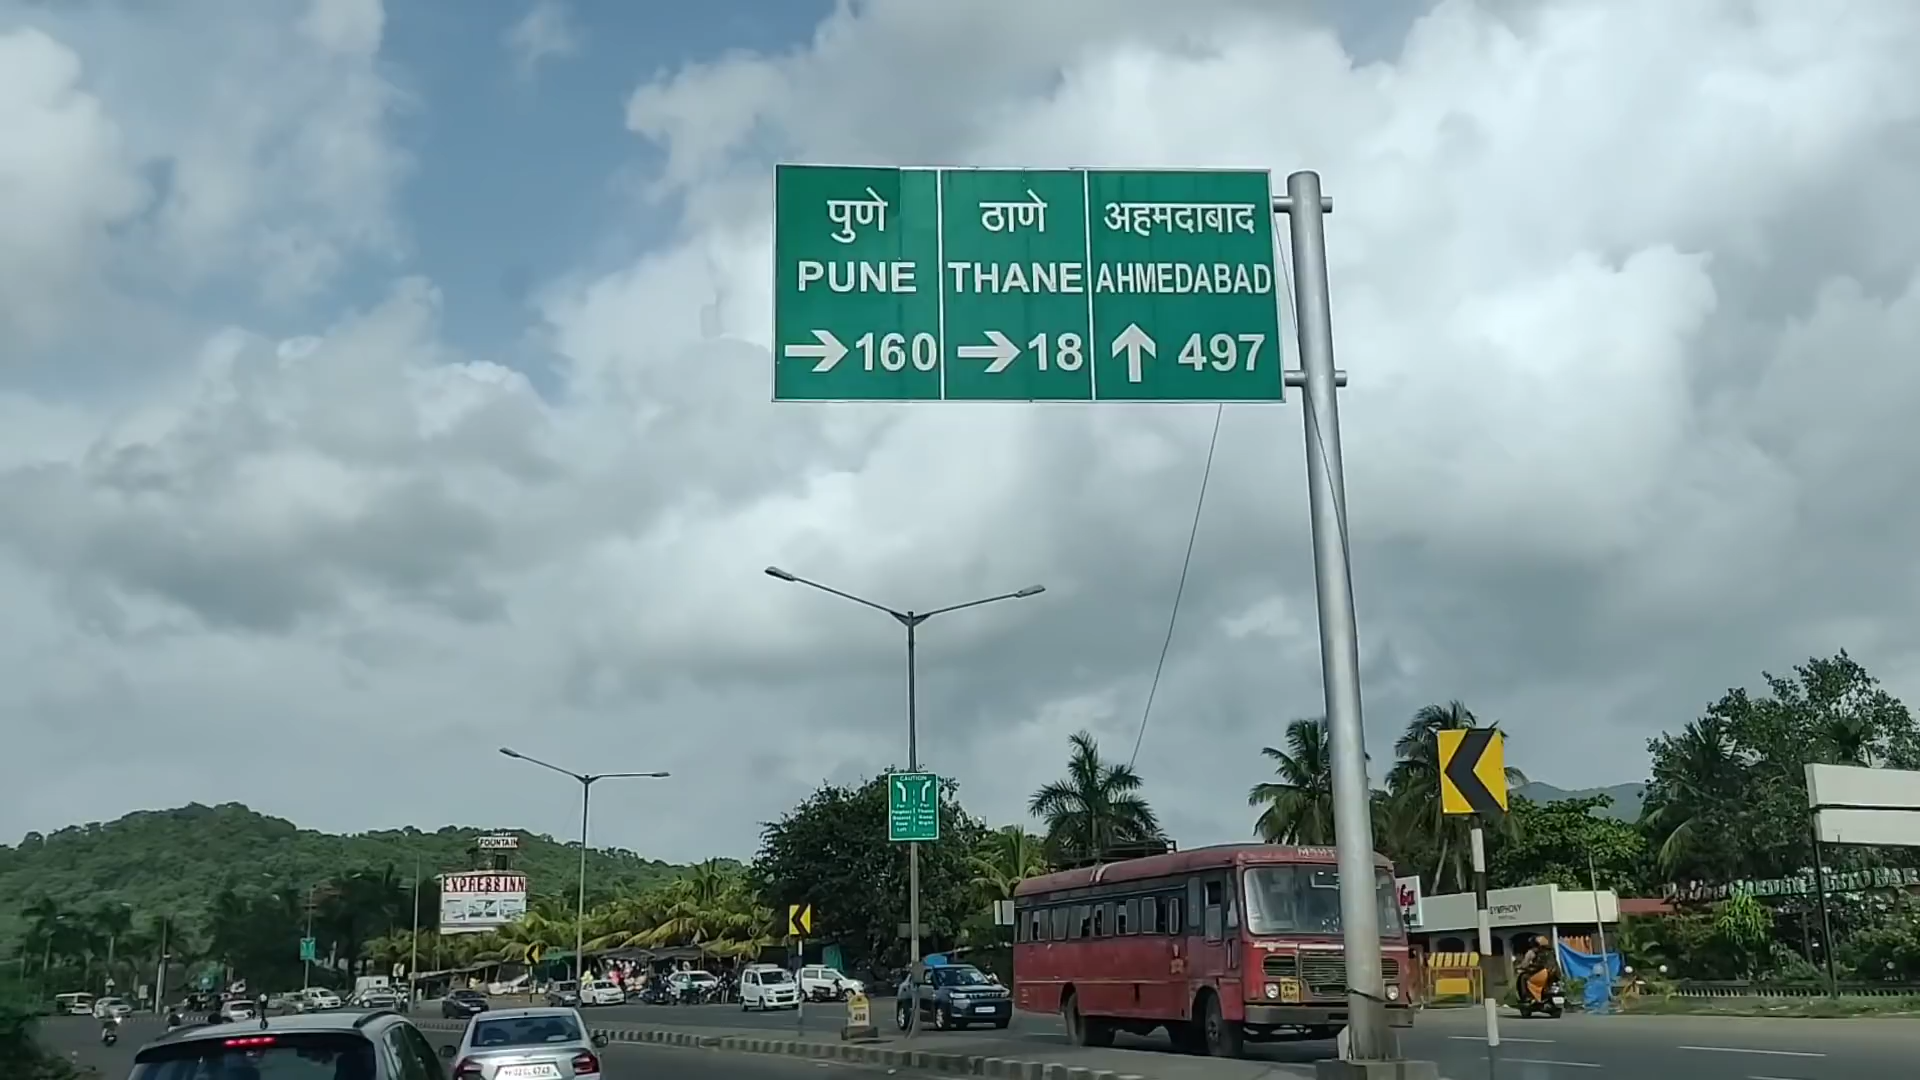 पुणे
PUNE
→160
ठाणे
THANE
→18
अहमदाबाद
AHMEDABAD
↑ 497
CAUTION
FOUNTAIN
EXPRESS INN
SYMPHONY